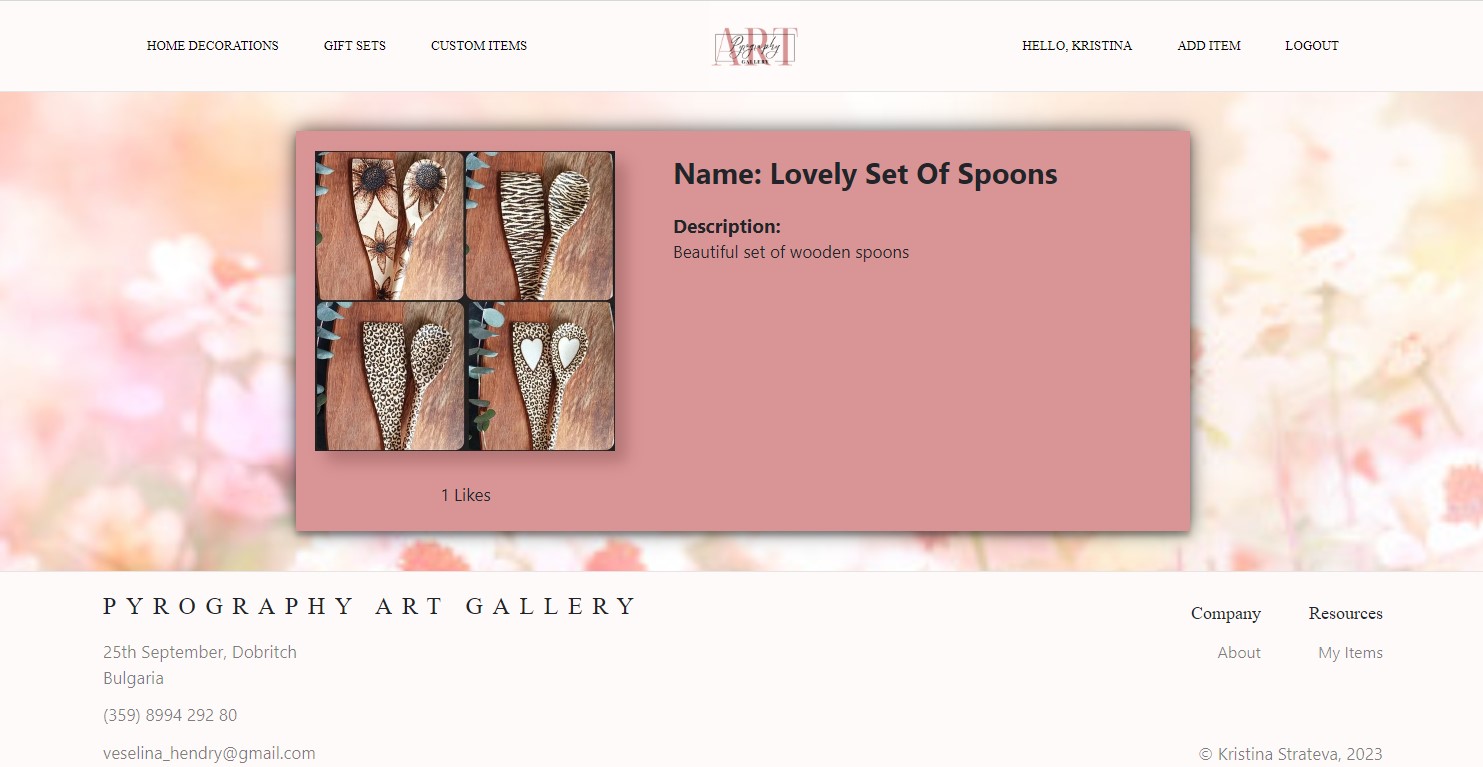 HOME DECORATIONS
GIFT SETS
CUSTOM ITEMS
ART
Pyrography
GALLERY
HELLO, KRISTINA
ADD ITEM
LOGOUT
Name: Lovely Set Of Spoons
Description:
Beautiful set of wooden spoons
1 Likes
PYROGRAPHY ART GALLERY
25th September, Dobritch
Bulgaria
(359) 8994 292 80
veselina_hendry@gmail.com
Company
About
Resources
My Items
© Kristina Strateva, 2023